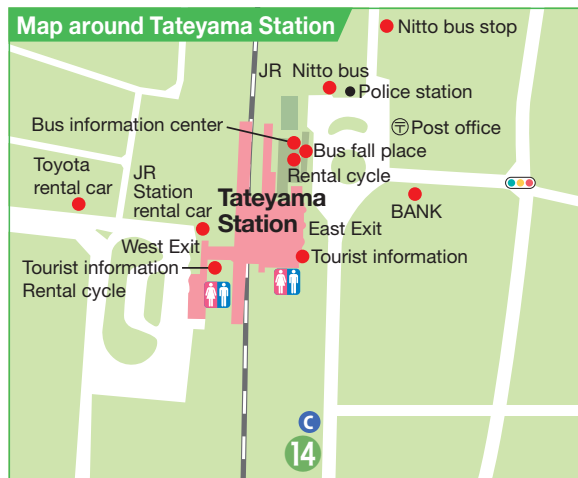 Map around Tateyama Station
Nitto bus stop
JR Nitto bus
Police station
Bus information center
〒Post office
Bus fall place
Rental cycle
Toyota
rental car
JR
Station
rental car
Tateyama
Station
BANK
East Exit
West Exit
Tourist information
Tourist information
Rental cycle
C
14